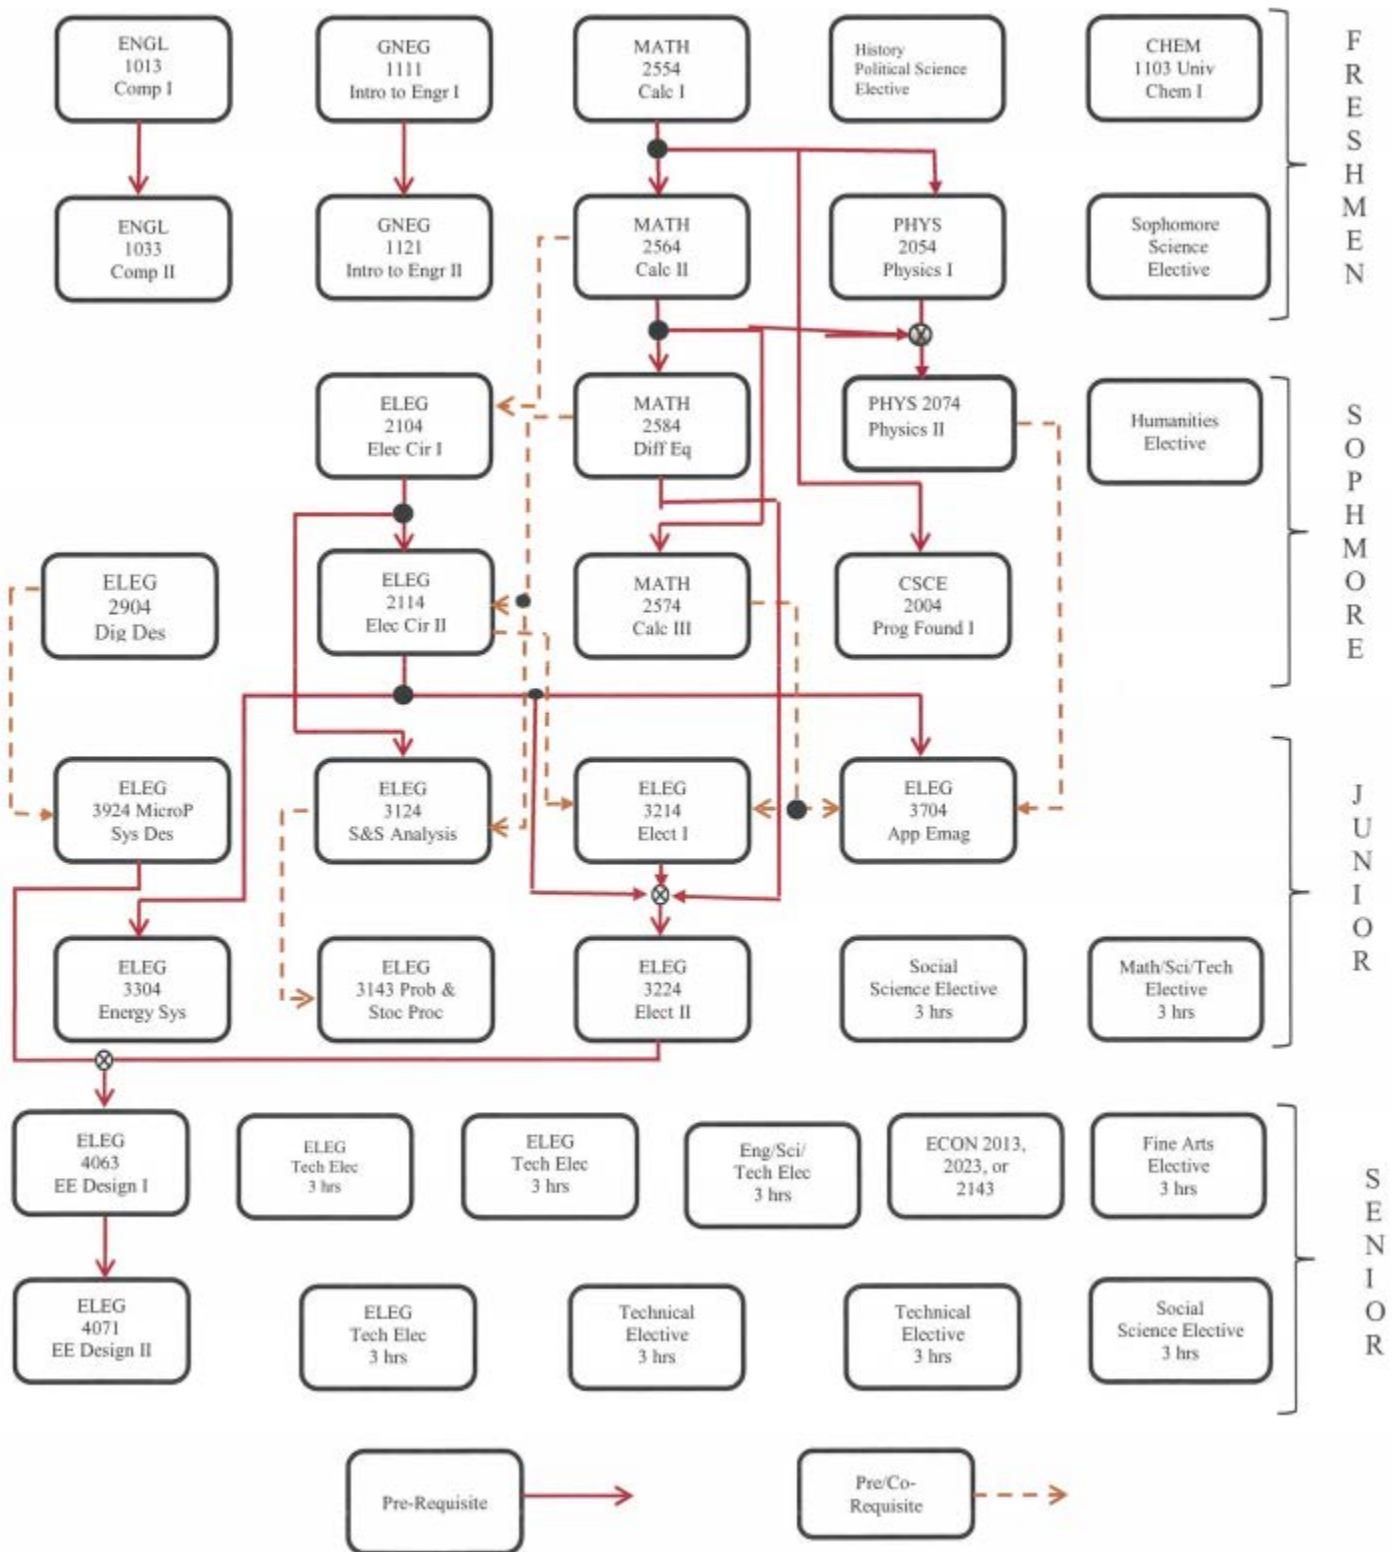 ENGL
1013
Comp I
GNEG
1111
Intro to Engr I
MATH
2554
Calc I
History
Political Science
Elective
CHEM
1103 Univ
Chem I
FRESHMEN
ENGL
1033
Comp II
GNEG
1121
Intro to Engr II
MATH
2564
Calc II
PHYS
2054
Physics I
Sophomore
Science
Elective
ELEG
2104
Elec Cir I
MATH
2584
Diff Eq
PHYS 2074
Physics II
Humanities
Elective
SOPHMORE
ELEG
2904
Dig Des
ELEG
2114
Elec Cir II
MATH
2574
Calc III
CSCE
2004
Prog Found I
ELEG
3924 MicroP
Sys Des
ELEG
3124
S&S Analysis
ELEG
3214
Elect I
ELEG
3704
App Emag
JUNIOR
ELEG
3304
Energy Sys
ELEG
3143 Prob &
Stoc Proc
ELEG
3224
Elect II
Social
Science Elective
3 hrs
Math/Sci/Tech
Elective
3 hrs
ELEG
4063
EE Design I
ELEG
Tech Elec
3 hrs
ELEG
Tech Elec
3 hrs
Eng/Sci/
Tech Elec
3 hrs
ECON 2013,
2023, or
2143
Fine Arts
Elective
3 hrs
SENIOR
ELEG
4071
EE Design II
ELEG
Tech Elec
3 hrs
Technical
Elective
3 hrs
Technical
Elective
3 hrs
Social
Science Elective
3 hrs
Pre-Requisite
Pre/Co-
Requisite